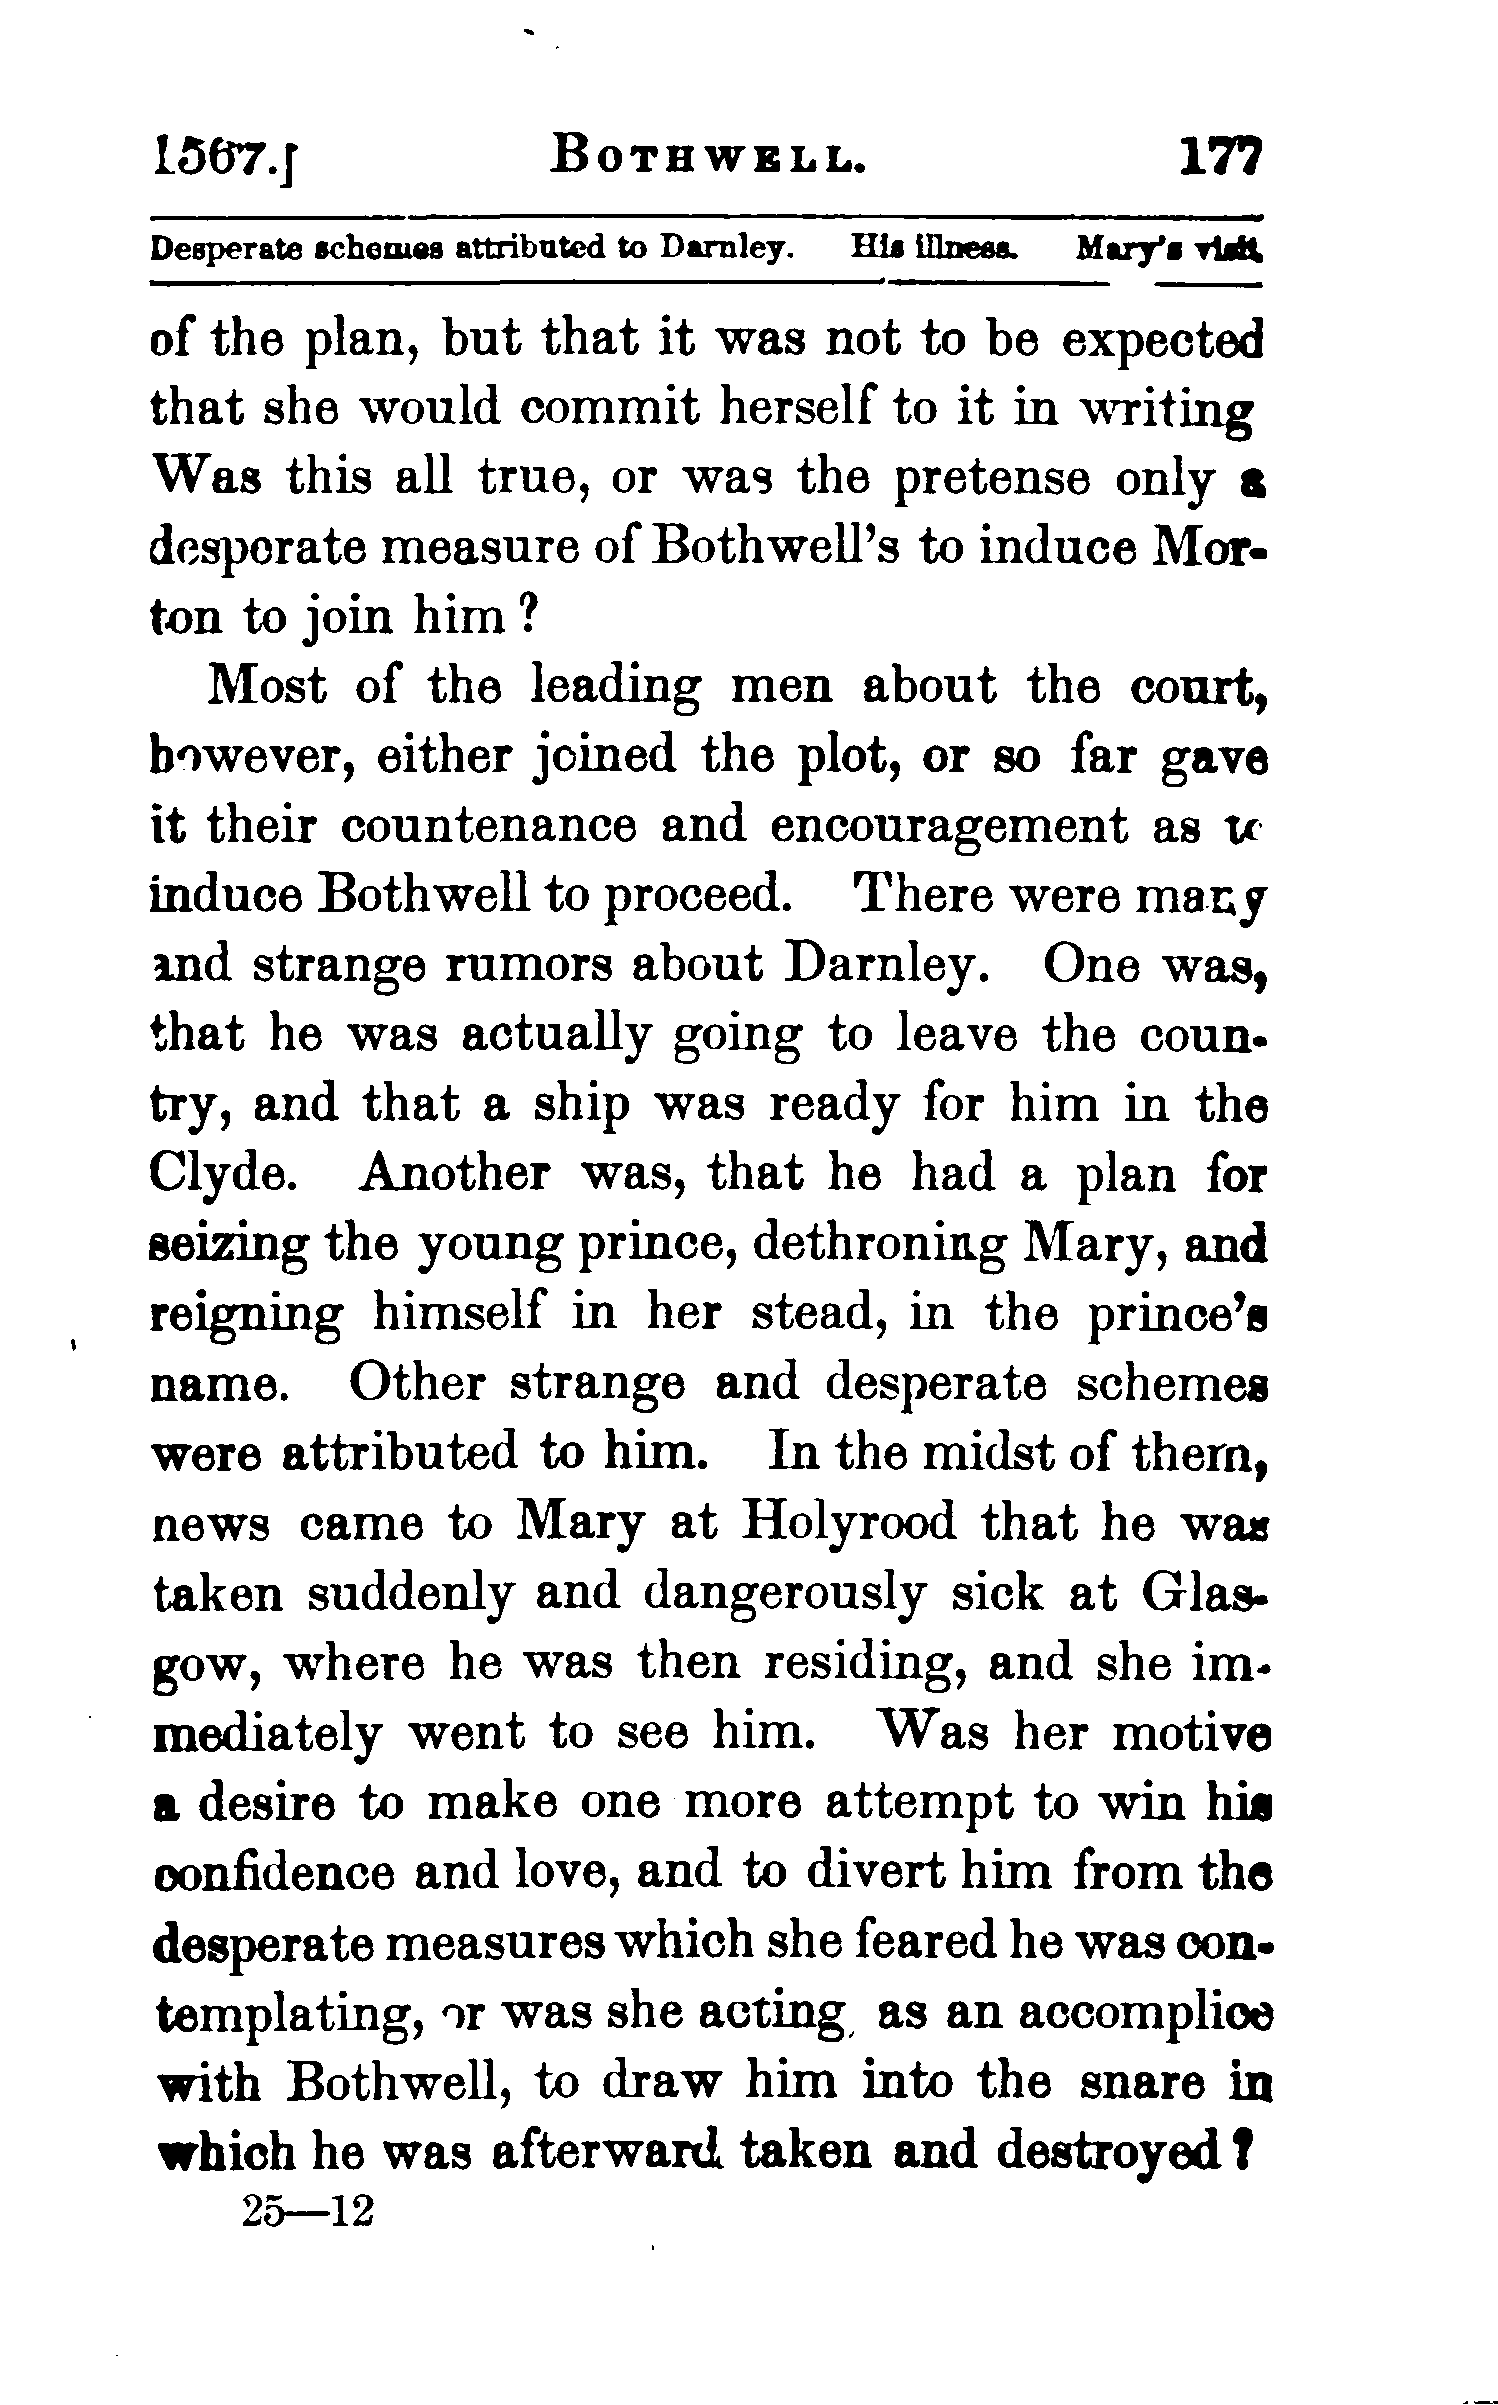 1567.] BOTHWELL. 177
Desperate schemes attributed to Darnley. His illness. Mary's visit.
of the plan, but that it was not to be expected
that she would commit herself to it in writing
Was this all true, or was the pretense only a
desperate measure of Bothwell's to induce Mor-
ton to join him?
Most of the leading men about the court,
however, either joined the plot, or so far gave
it their countenance and encouragement as to
induce Bothwell to proceed. There were many
and strange rumors about Darnley. One was,
that he was actually going to leave the coun-
try, and that a ship was ready for him in the
Clyde. Another was, that he had a plan for
seizing the young prince, dethroning Mary, and
reigning himself in her stead, in the prince's
name. Other strange and desperate schemes
were attributed to him. In the midst of them,
news came to Mary at Holyrood that he was
taken suddenly and dangerously sick at Glas-
gow, where he was then residing, and she im-
mediately went to see him. Was her motive
a desire to make one more attempt to win his
confidence and love, and to divert him from the
desperate measures which she feared he was con-
templating, or was she acting, as an accomplice
with Bothwell, to draw him into the snare in
which he was afterward taken and destroyed?
25—12